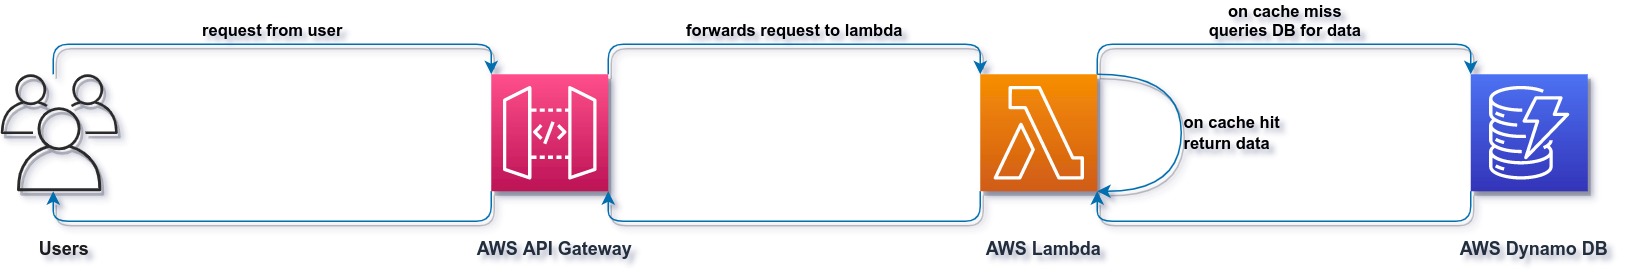 on cache miss
request from user
forwards request to lambda
queries DB for data
</>
on cache hit
return data
Users
AWS API Gateway
AWS Lambda
AWS Dynamo DB